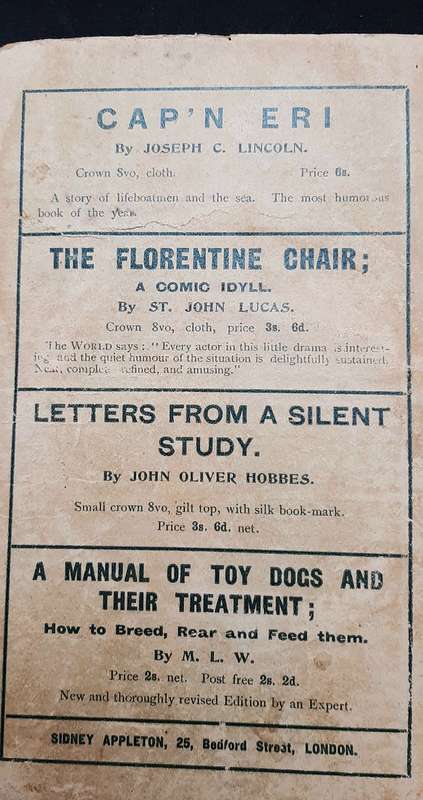 CAP'N ERI
By JOSEPH C. LINCOLN.
Crown 8vo, cloth. Price 6s.
A story of lifeboatmen and the sea. The most humorous
book of the year.
THE FLORENTINE CHAIR;
A COMIC IDYLL.
By ST. JOHN LUCAS.
Crown 8vo, cloth, price 3s. 6d.
The WORLD says : "Every actor in this little drama is interest-
ing and the quiet humour of the situation is delightfully sustained.
refined, and amusing."
LETTERS FROM A SILENT
STUDY.
By JOHN OLIVER HOBBES.
Small crown 8vo, gilt top, with silk book-mark.
Price 3s. 6d. net.
A MANUAL OF TOY DOGS AND
THEIR TREATMENT;
How to Breed, Rear and Feed them.
By M. L. W.
Price 2s. net. Post free 2s. 2d.
New and thoroughly revised Edition by an Expert.
SIDNEY APPLETON, 25, Bedford Street, LONDON.